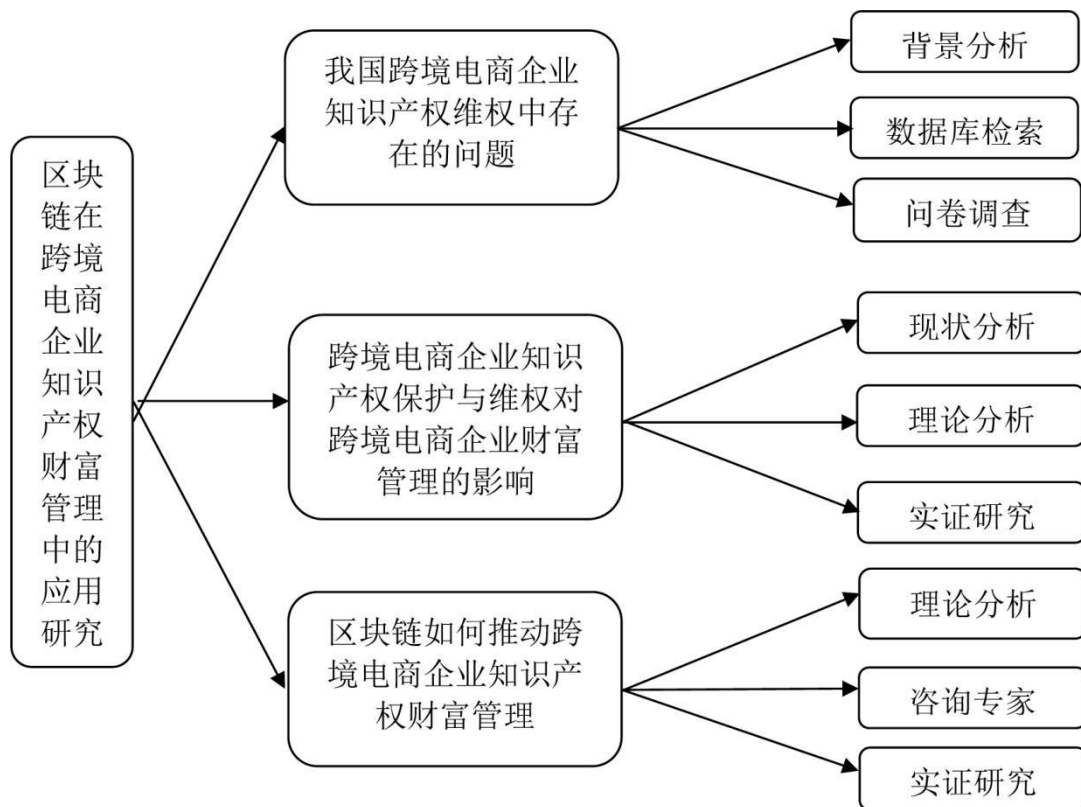 区块
链在
跨境
电商
企业
知识
产权
财富
管理
中的
应用
研究
我国跨境电商企业
知识产权维权中存
在的问题
背景分析
数据库检索
问卷调查
跨境电商企业知识
产权保护与维权对
跨境电商企业财富
管理的影响
现状分析
理论分析
实证研究
区块链如何推动跨
境电商企业知识产
权财富管理
理论分析
咨询专家
实证研究